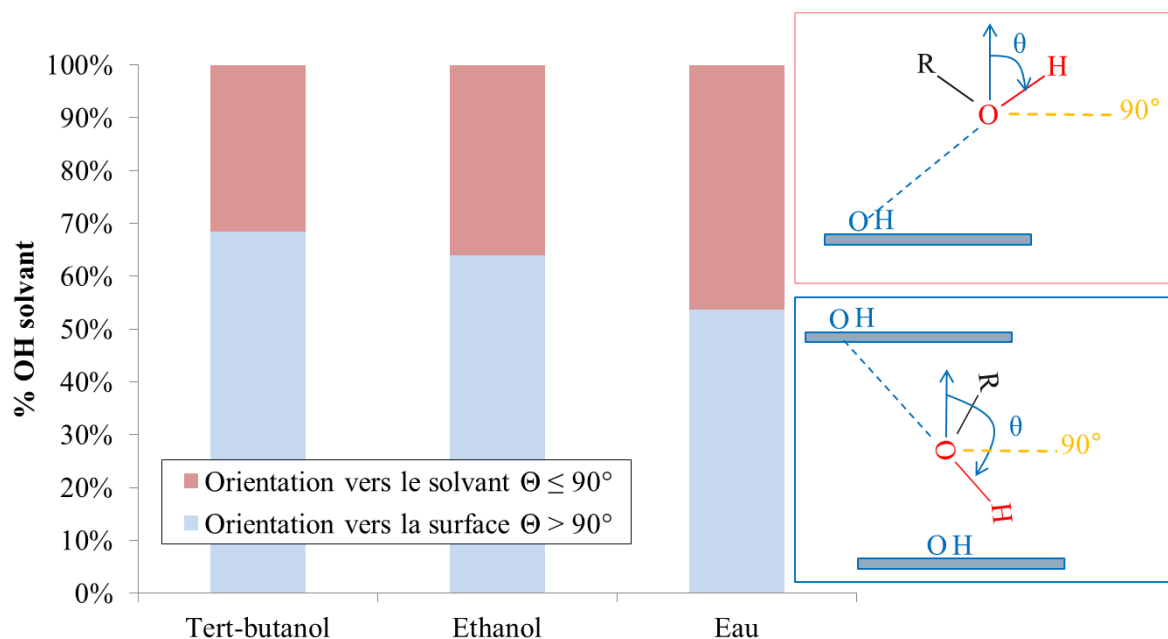 % OH solvant
100%
90%
80%
70%
60%
50%
40%
30%
20%
10%
0%
Orientation vers le solvant Θ ≤ 90°
Orientation vers la surface Θ > 90°
Tert-butanol
Ethanol
Eau
θ
R
H
O
90°
OH
OH
R
θ
O
90°
H
OH